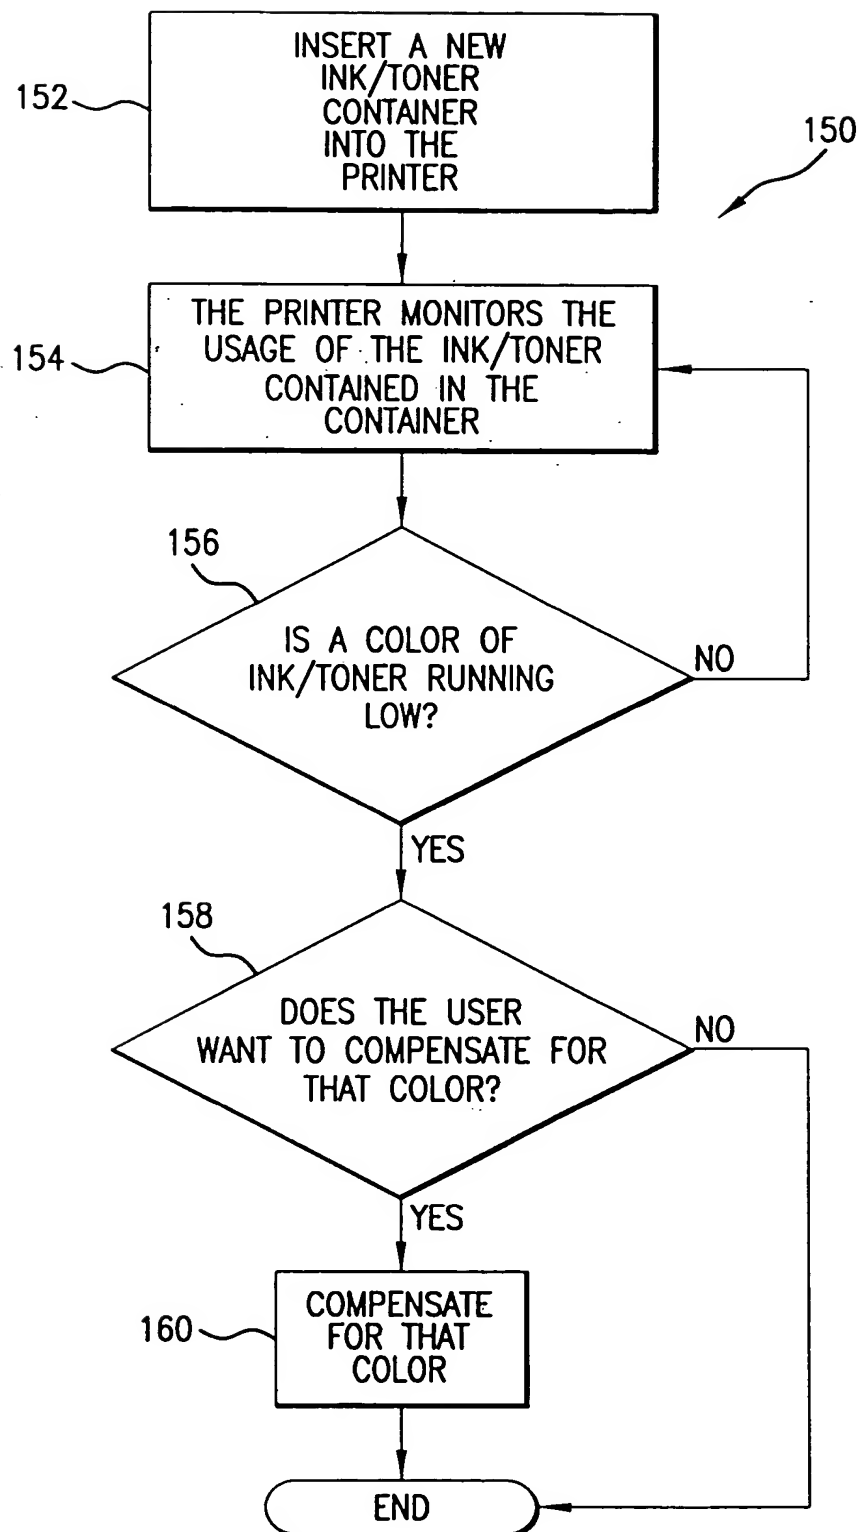 INSERT A NEW
INK/TONER
CONTAINER
INTO THE
PRINTER
152
150
THE PRINTER MONITORS THE
USAGE OF THE INK/TONER
CONTAINED IN THE
CONTAINER
154
156
IS A COLOR OF
INK/TONER RUNNING
LOW?
NO
YES
158
DOES THE USER
WANT TO COMPENSATE FOR
THAT COLOR?
NO
YES
COMPENSATE
FOR THAT
COLOR
160
END